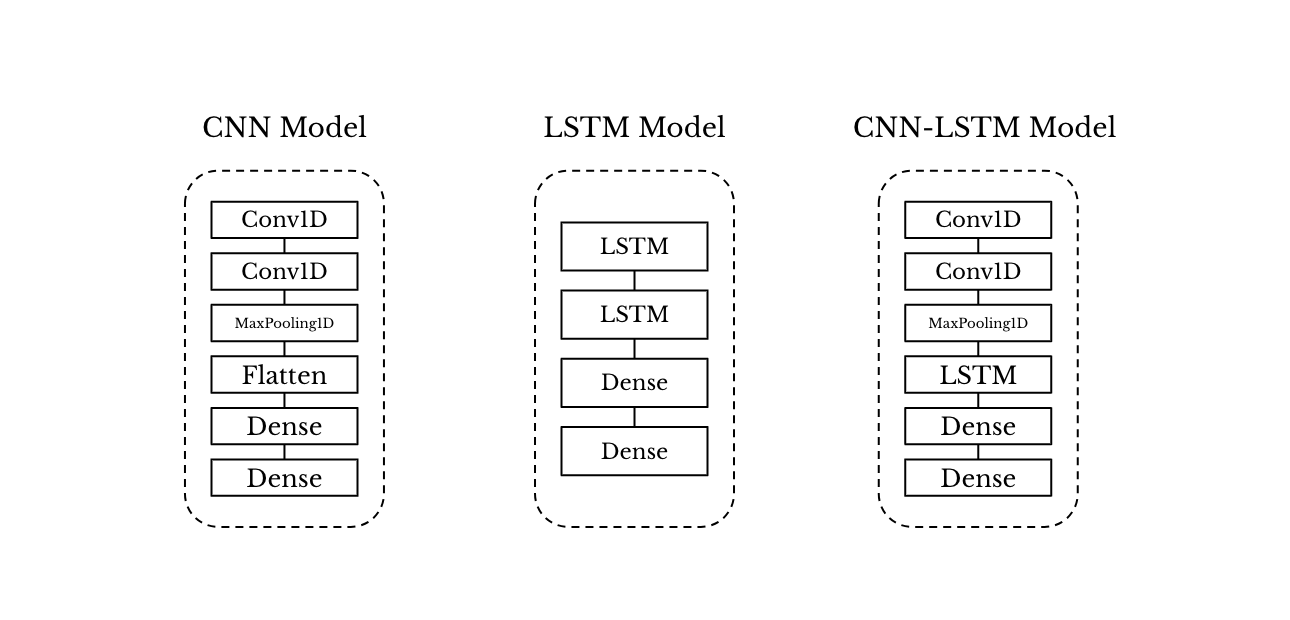 CNN Model
Conv1D
Conv1D
MaxPooling1D
Flatten
Dense
Dense
LSTM Model
LSTM
LSTM
Dense
Dense
CNN-LSTM Model
Conv1D
Conv1D
MaxPooling1D
LSTM
Dense
Dense